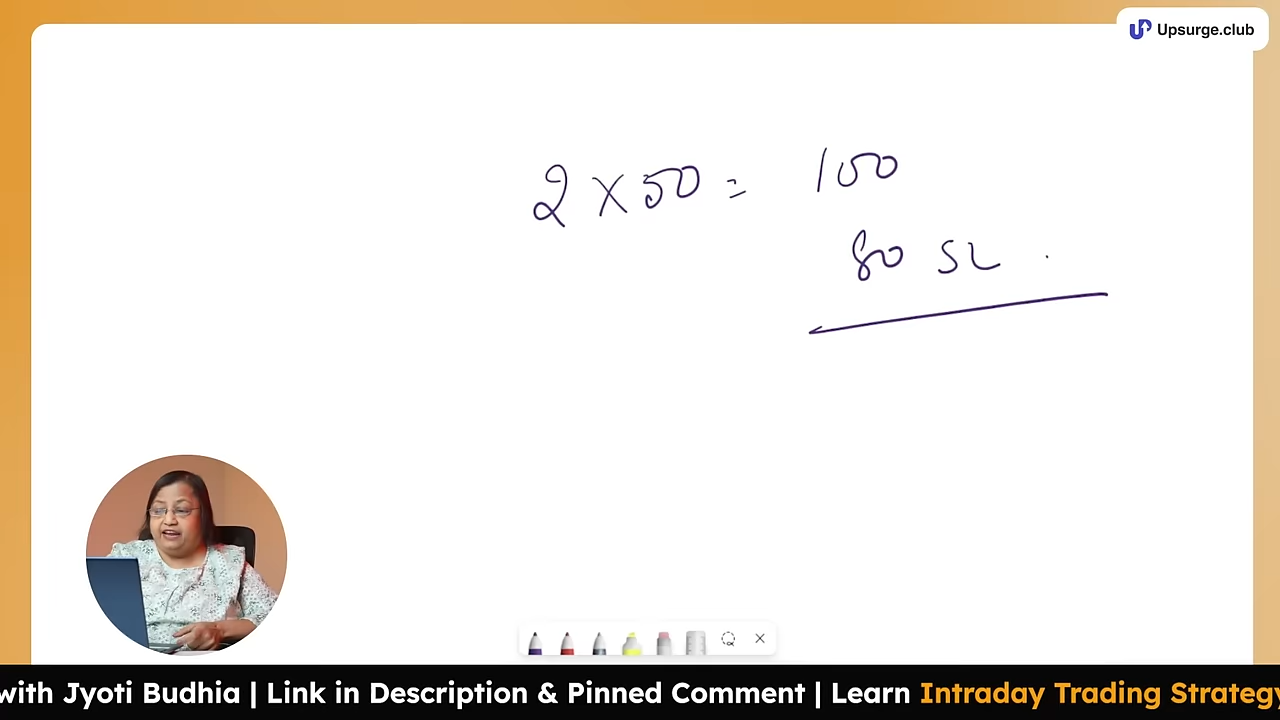 Upsurge.club
2 x 50 = 100
80 SL .
with Jyoti Budhia | Link in Description & Pinned Comment | Learn Intraday Trading Strategy